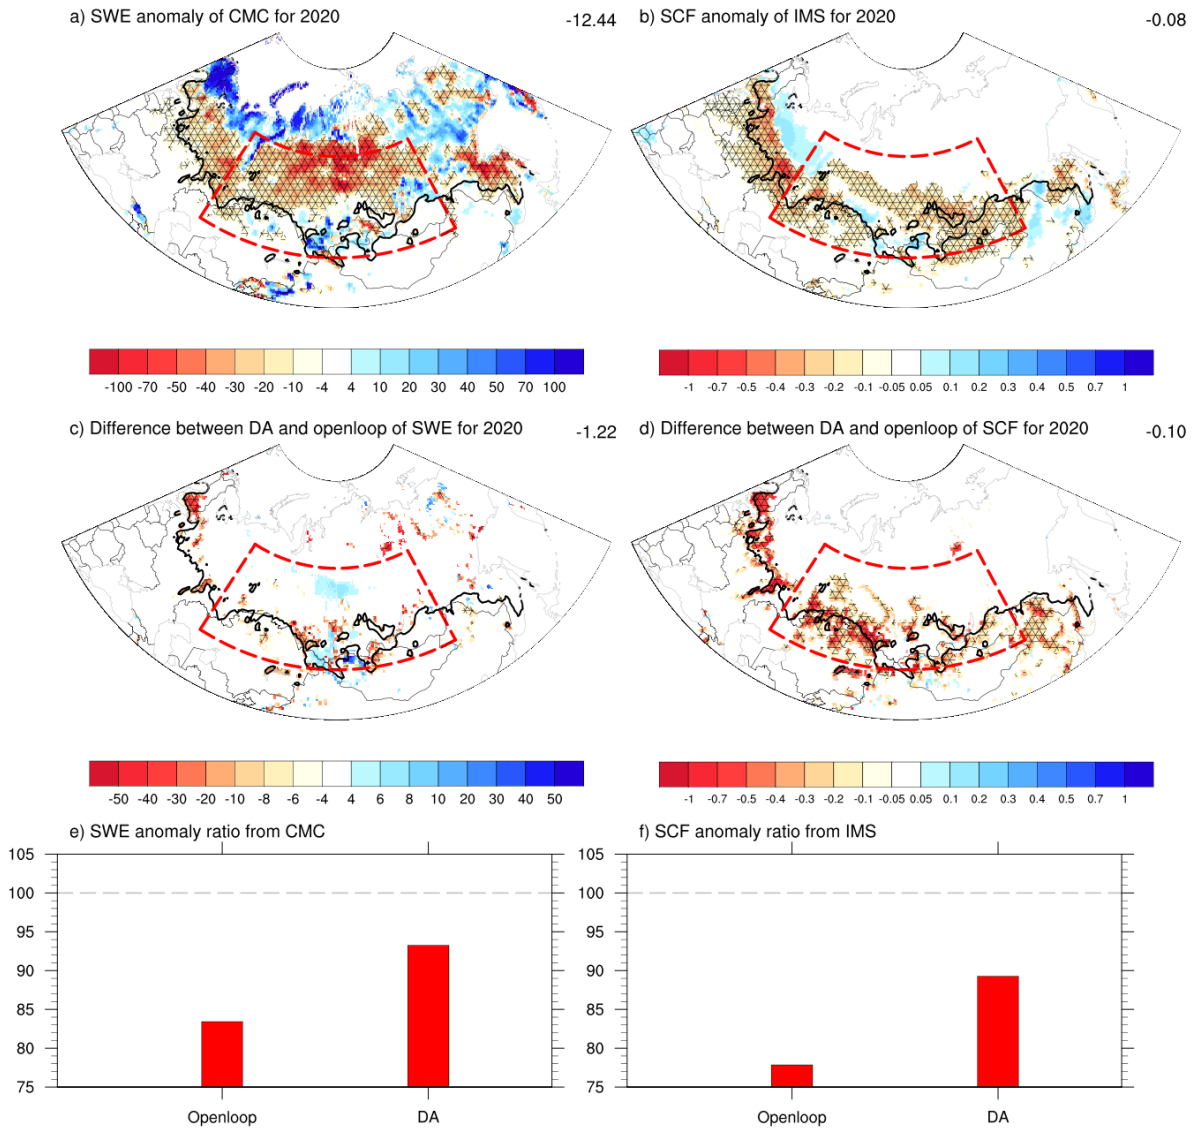 a) SWE anomaly of CMC for 2020 -12.44
b) SCF anomaly of IMS for 2020 -0.08
-100 -70 -50 -40 -30 -20 -10 -4 4 10 20 30 40 50 70 100
-1 -0.7 -0.5 -0.4 -0.3 -0.2 -0.1 -0.05 0.05 0.1 0.2 0.3 0.4 0.5 0.7 1
c) Difference between DA and openloop of SWE for 2020 -1.22
d) Difference between DA and openloop of SCF for 2020 -0.10
-50 -40 -30 -20 -10 -8 -6 -4 4 6 8 10 20 30 40 50
-1 -0.7 -0.5 -0.4 -0.3 -0.2 -0.1 -0.05 0.05 0.1 0.2 0.3 0.4 0.5 0.7 1
e) SWE anomaly ratio from CMC
105
100
95
90
85
80
75
Openloop DA
f) SCF anomaly ratio from IMS
105
100
95
90
85
80
75
Openloop DA